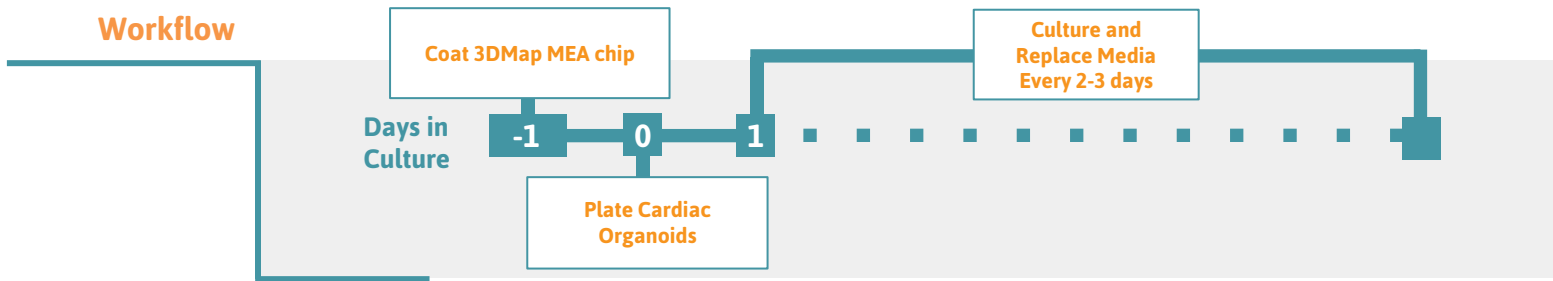 Workflow
Coat 3DMap MEA chip
Culture and
Replace Media
Every 2-3 days
Days in
Culture
-1
0
1
Plate Cardiac
Organoids